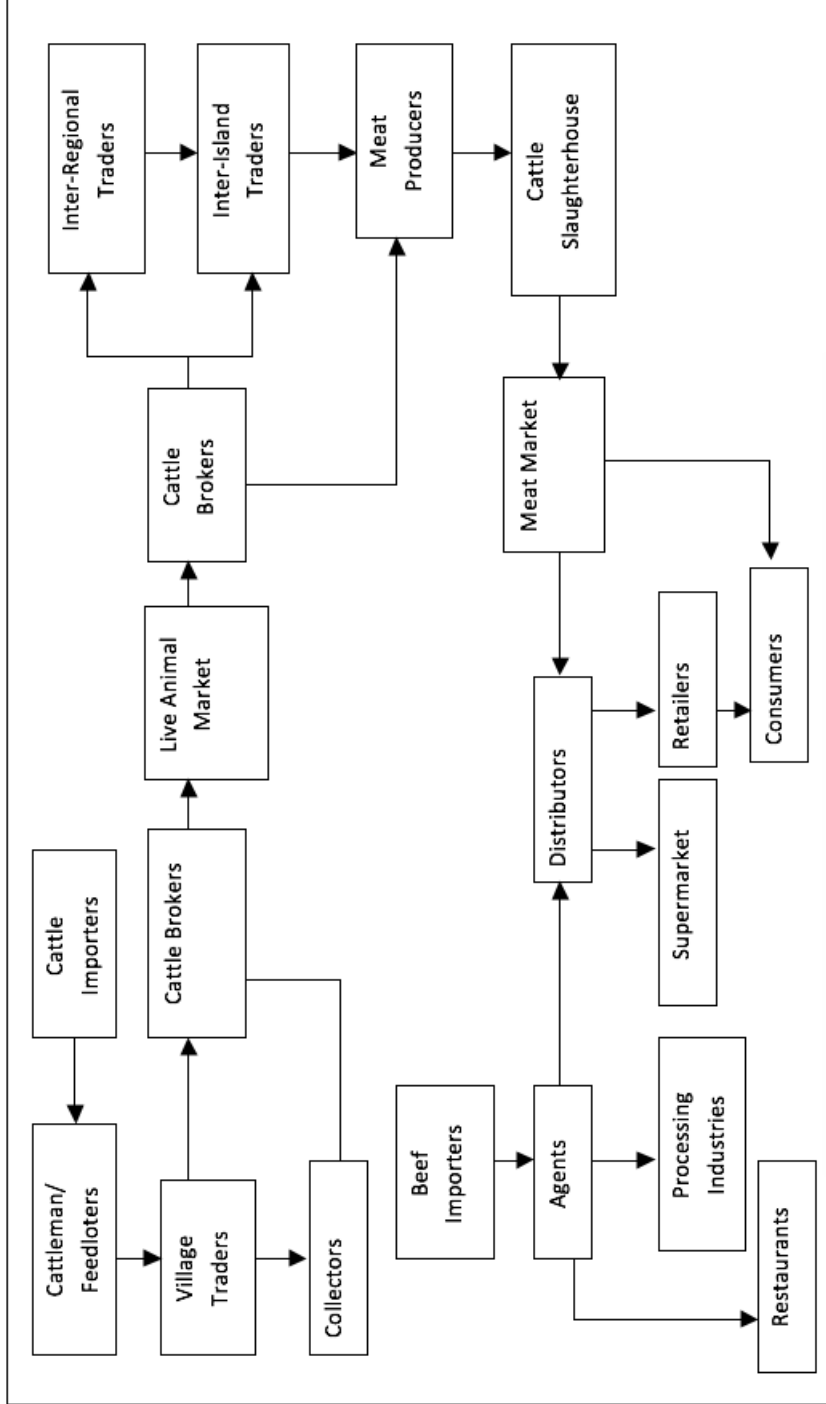 Cattleman/
Feedloters
Cattle
Importers
Village
Traders
Cattle Brokers
Live Animal
Market
Cattle
Brokers
Inter-Regional
Traders
Inter-Island
Traders
Collectors
Meat
Producers
Beef
Importers
Cattle
Slaughterhouse
Agents
Distributors
Meat Market
Processing
Industries
Supermarket
Retailers
Restaurants
Consumers